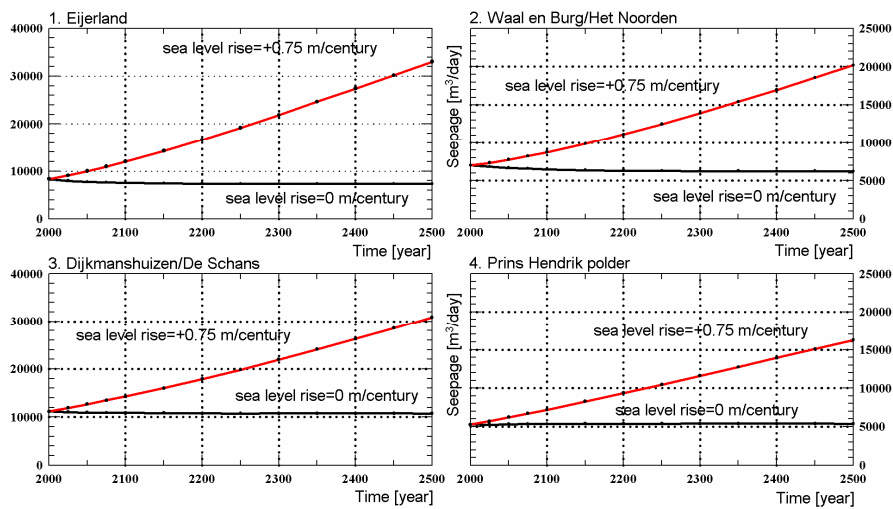 1. Eijerland
40000
30000
20000
10000
0
sea level rise=+0.75 m/century
sea level rise=0 m/century
2000 2100 2200 2300 2400 2500
Time [year]
2. Waal en Burg/Het Noorden
25000
20000
15000
10000
5000
0
Seepage [m³/day]
sea level rise=+0.75 m/century
sea level rise=0 m/century
2000 2100 2200 2300 2400 2500
Time [year]
3. Dijkmanshuizen/De Schans
40000
30000
20000
10000
0
sea level rise=+0.75 m/century
sea level rise=0 m/century
2000 2100 2200 2300 2400 2500
Time [year]
4. Prins Hendrik polder
25000
20000
15000
10000
5000
0
Seepage [m³/day]
sea level rise=+0.75 m/century
sea level rise=0 m/century
2000 2100 2200 2300 2400 2500
Time [year]